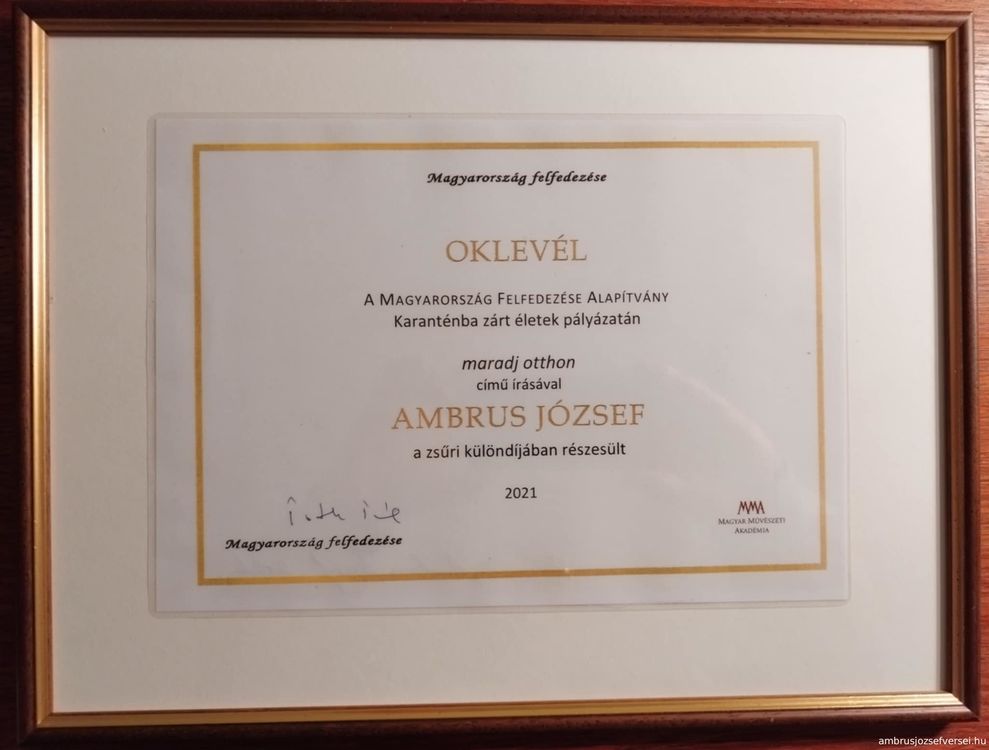 Magyarország felfedezése
OKLEVÉL
A MAGYARORSZÁG FELFEDEZÉSE ALAPÍTVÁNY
Karanténba zárt életek pályázatán
maradj otthon
című írásával
AMBRUS JÓZSEF
a zsűri különdíjában részesült
2021
Magyarország felfedezése
MMA
MAGYAR MŰVÉSZETI
AKADÉMIA
ambrusjozsefversei.hu